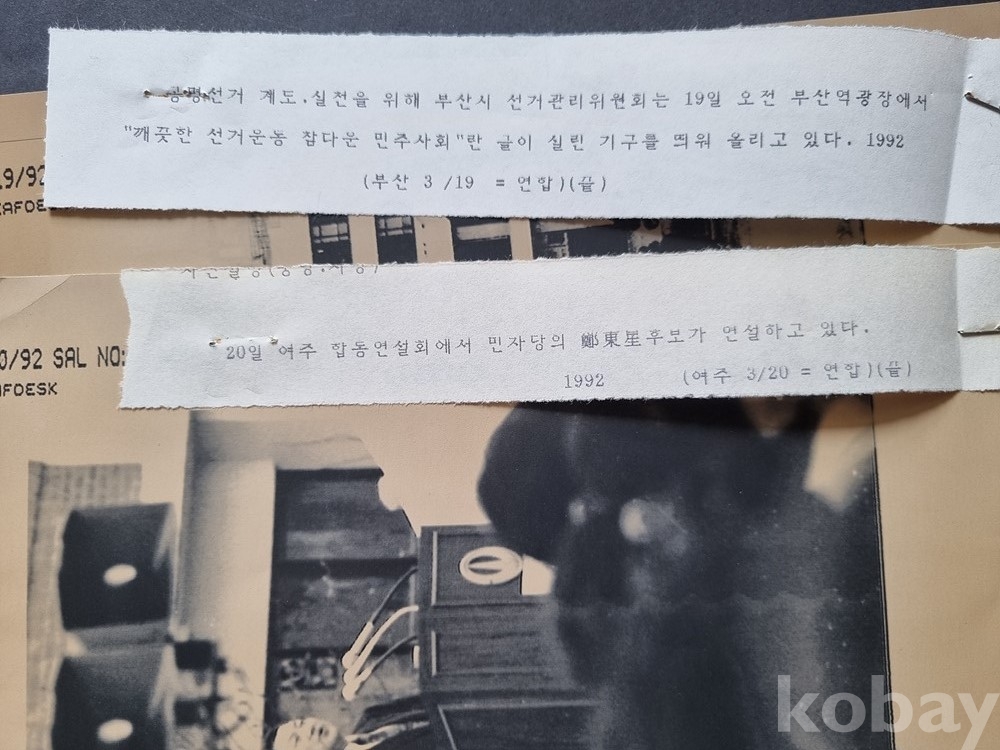 공명선거 계도.실천을 위해 부산시 선거관리위원회는 19일 오전 부산역광장에서
"깨끗한 선거운동 참다운 민주사회"란 글이 실린 기구를 띄워 올리고 있다. 1992
(부산 3 /19 = 연합)(끝)
9/92
20일 여주 합동연설회에서 민자당의 鄭東星후보가 연설하고 있다.
1992 (여주 3/20 = 연합)(끝)
0/92 SAL NO:
AFDESK
kobay